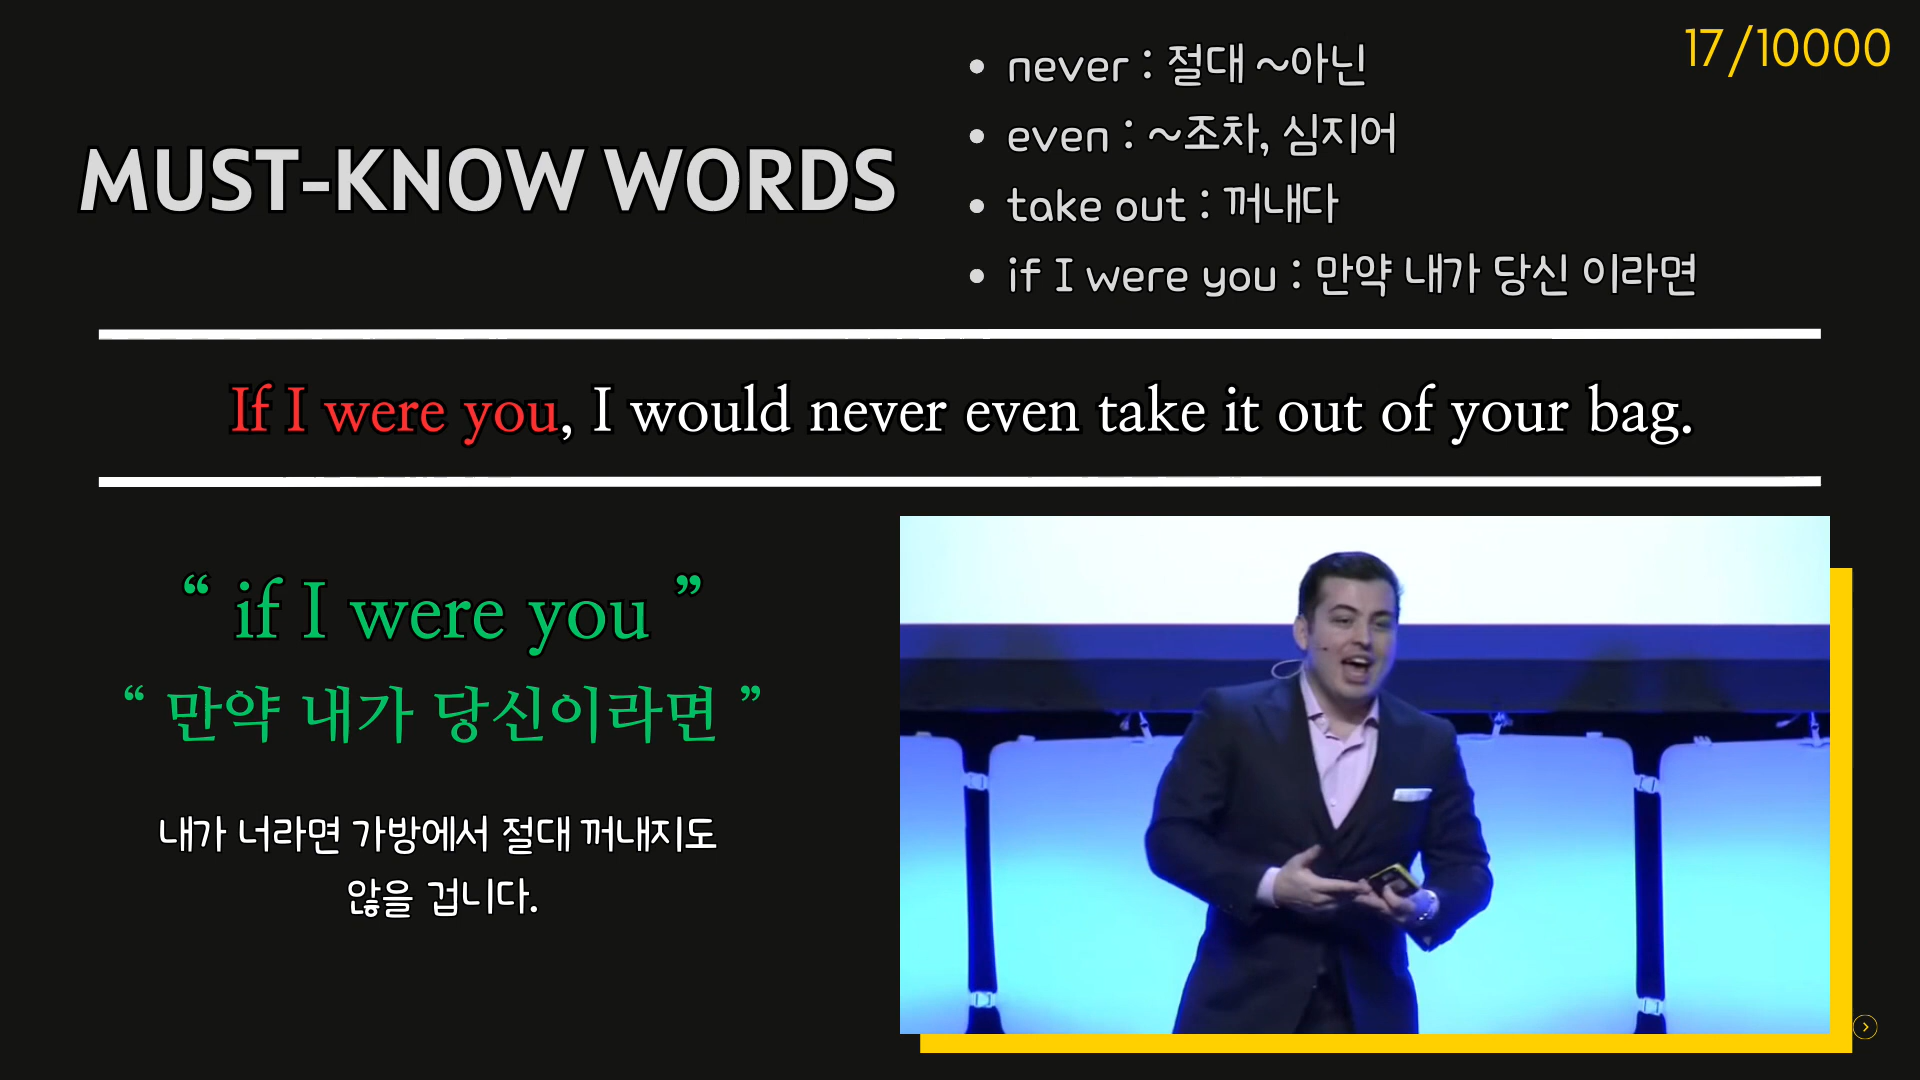 17/10000
MUST-KNOW WORDS
• never : 절대 ~아닌
• even : ~조차, 심지어
• take out : 꺼내다
• if I were you : 만약 내가 당신 이라면
If I were you, I would never even take it out of your bag.
“ if I were you ”
“ 만약 내가 당신이라면 ”
내가 너라면 가방에서 절대 꺼내지도
않을 겁니다.